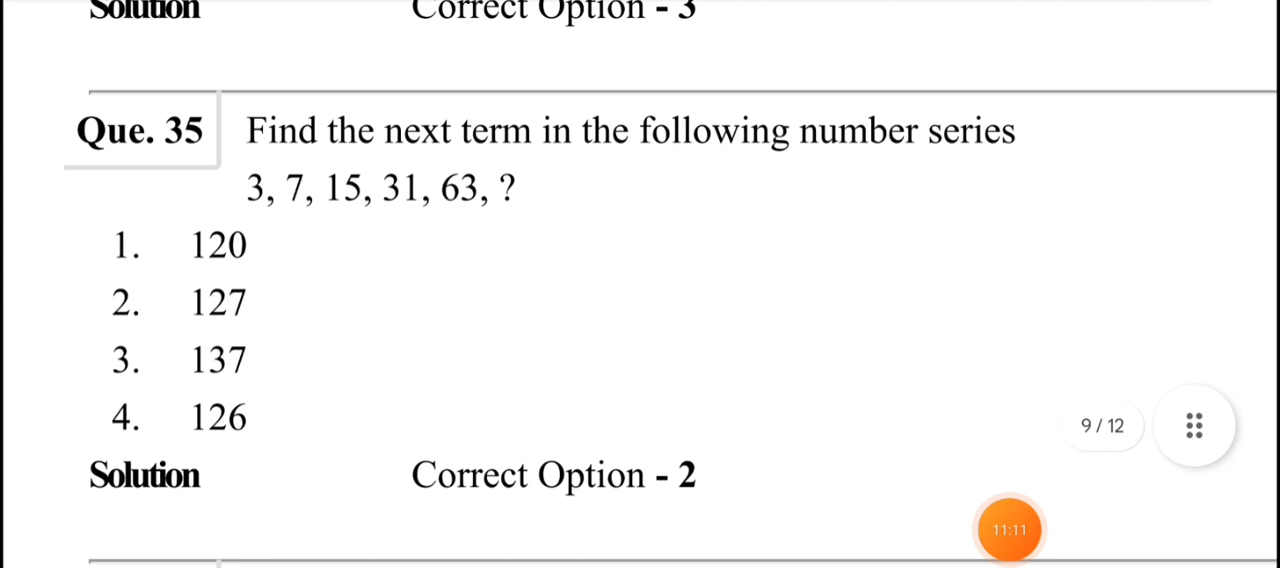 Solution Correct Option - 3
Que. 35 Find the next term in the following number series
3, 7, 15, 31, 63, ?
1. 120
2. 127
3. 137
4. 126
9 / 12
Solution Correct Option - 2
11:11